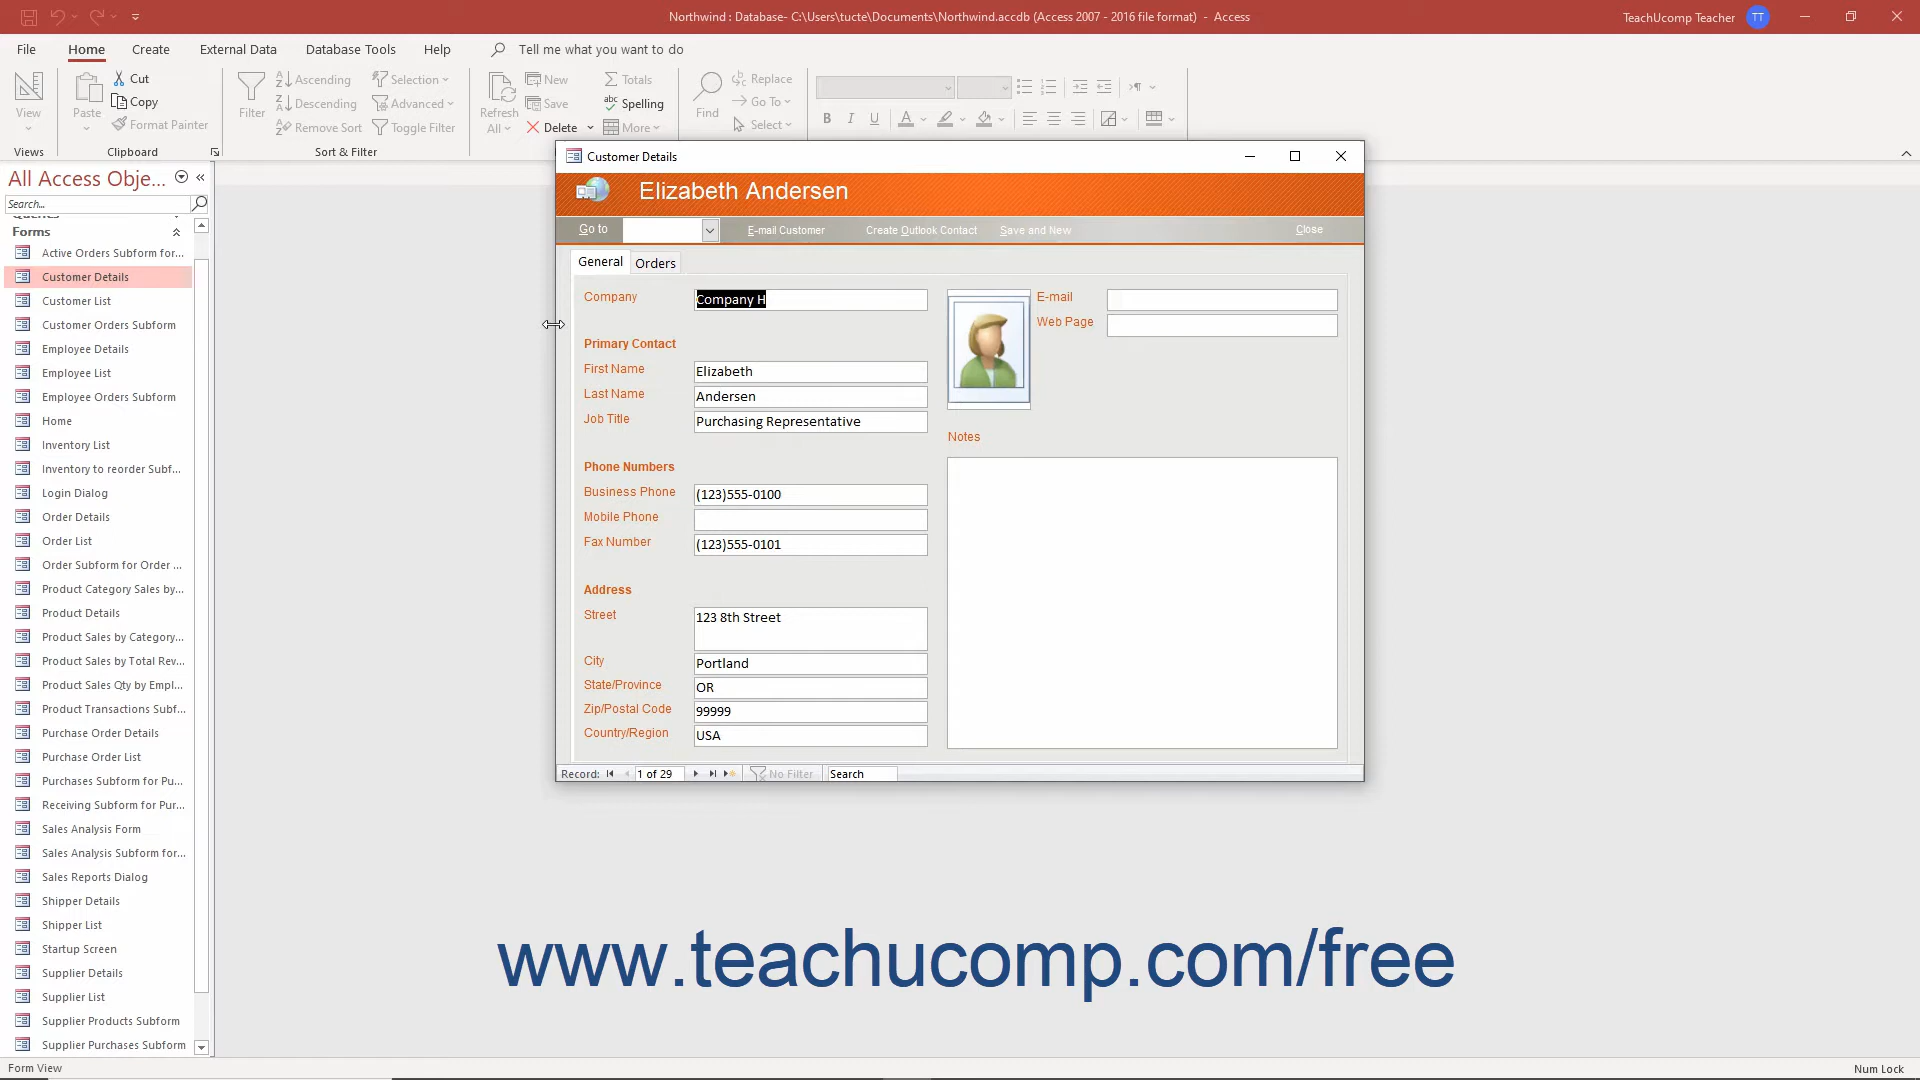 Northwind : Database- C:\Users\tucte\Documents\Northwind.accdb (Access 2007 - 2016 file format) - Access
TeachUcomp Teacher
TT
File Home Create External Data Database Tools Help Tell me what you want to do
View
Views
Paste
Cut
Copy
Format Painter
Clipboard
Filter
Ascending
Descending
Remove Sort
Selection
Advanced
Toggle Filter
Sort & Filter
Refresh
All
New
Save
Delete
Totals
Spelling
More
Find
Replace
Go To
Select
B I U
All Access Obje...
Search...
Queries
Forms
Active Orders Subform for...
Customer Details
Customer List
Customer Orders Subform
Employee Details
Employee List
Employee Orders Subform
Home
Inventory List
Inventory to reorder Subf...
Login Dialog
Order Details
Order List
Order Subform for Order ...
Product Category Sales by...
Product Details
Product Sales by Category...
Product Sales by Total Rev...
Product Sales Qty by Empl...
Product Transactions Subf...
Purchase Order Details
Purchase Order List
Purchases Subform for Pu...
Receiving Subform for Pur...
Sales Analysis Form
Sales Analysis Subform for...
Sales Reports Dialog
Shipper Details
Shipper List
Startup Screen
Supplier Details
Supplier List
Supplier Products Subform
Supplier Purchases Subform
Customer Details
Elizabeth Andersen
Go to E-mail Customer Create Outlook Contact Save and New Close
General Orders
Company Company H
Primary Contact
First Name Elizabeth
Last Name Andersen
Job Title Purchasing Representative
Phone Numbers
Business Phone (123)555-0100
Mobile Phone
Fax Number (123)555-0101
Address
Street 123 8th Street
City Portland
State/Province OR
Zip/Postal Code 99999
Country/Region USA
E-mail
Web Page
Notes
Record: 1 of 29 No Filter Search
www.teachucomp.com/free
Form View
Num Lock